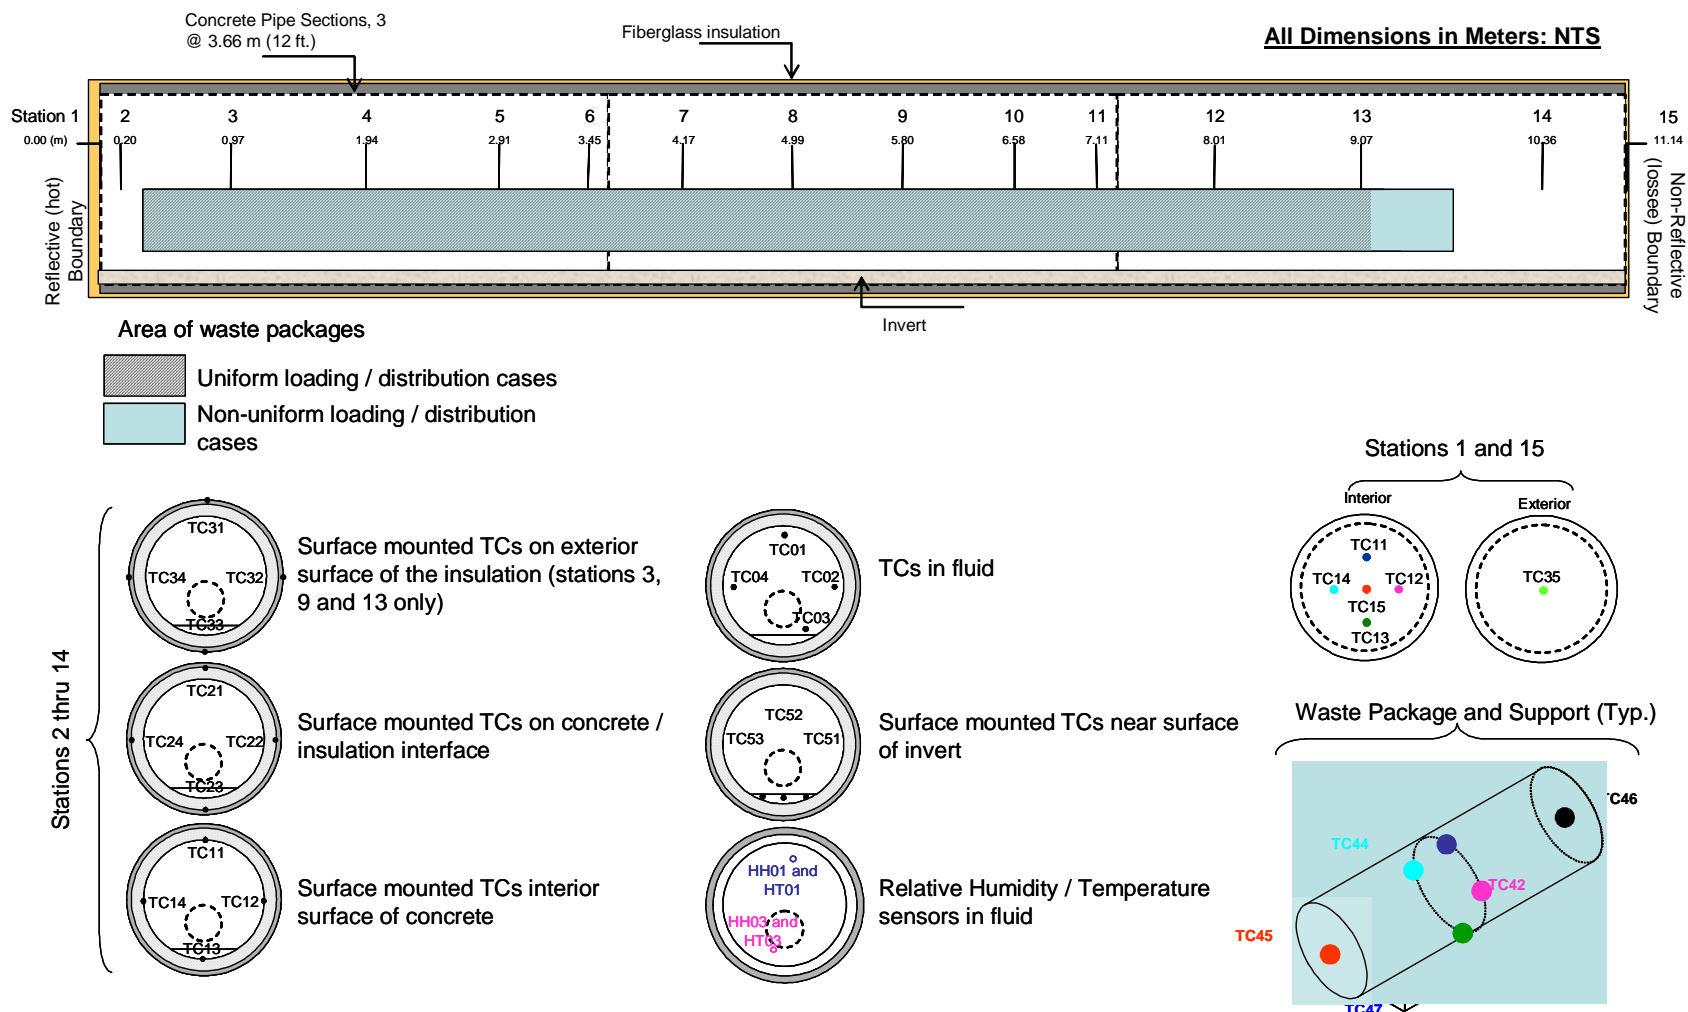 Concrete Pipe Sections, 3
@ 3.66 m (12 ft.)
Fiberglass insulation
All Dimensions in Meters: NTS
Station 1 2 3 4 5 6 7 8 9 10 11 12 13 14 15
0.00 (m) 0.20 0.97 1.94 2.91 3.45 4.17 4.99 5.80 6.58 7.11 8.01 9.07 10.36 11.14
Reflective (hot)
Boundary
Non-Reflective
(lossee) Boundary
Invert
Area of waste packages
Uniform loading / distribution cases
Non-uniform loading / distribution
cases
Stations 2 thru 14
TC31
TC34 TC32
TC33
Surface mounted TCs on exterior
surface of the insulation (stations 3,
9 and 13 only)
TC21
TC24 TC22
TC23
Surface mounted TCs on concrete /
insulation interface
TC11
TC14 TC12
TC13
Surface mounted TCs interior
surface of concrete
TC01
TC04 TC02
TC03
TCs in fluid
TC52
TC53 TC51
Surface mounted TCs near surface
of invert
HH01 and
HT01
HH03 and
HT03
Relative Humidity / Temperature
sensors in fluid
Stations 1 and 15
Interior
Exterior
TC11
TC14 TC12
TC15
TC13
TC35
Waste Package and Support (Typ.)
TC46
TC44
TC42
TC45
TC47